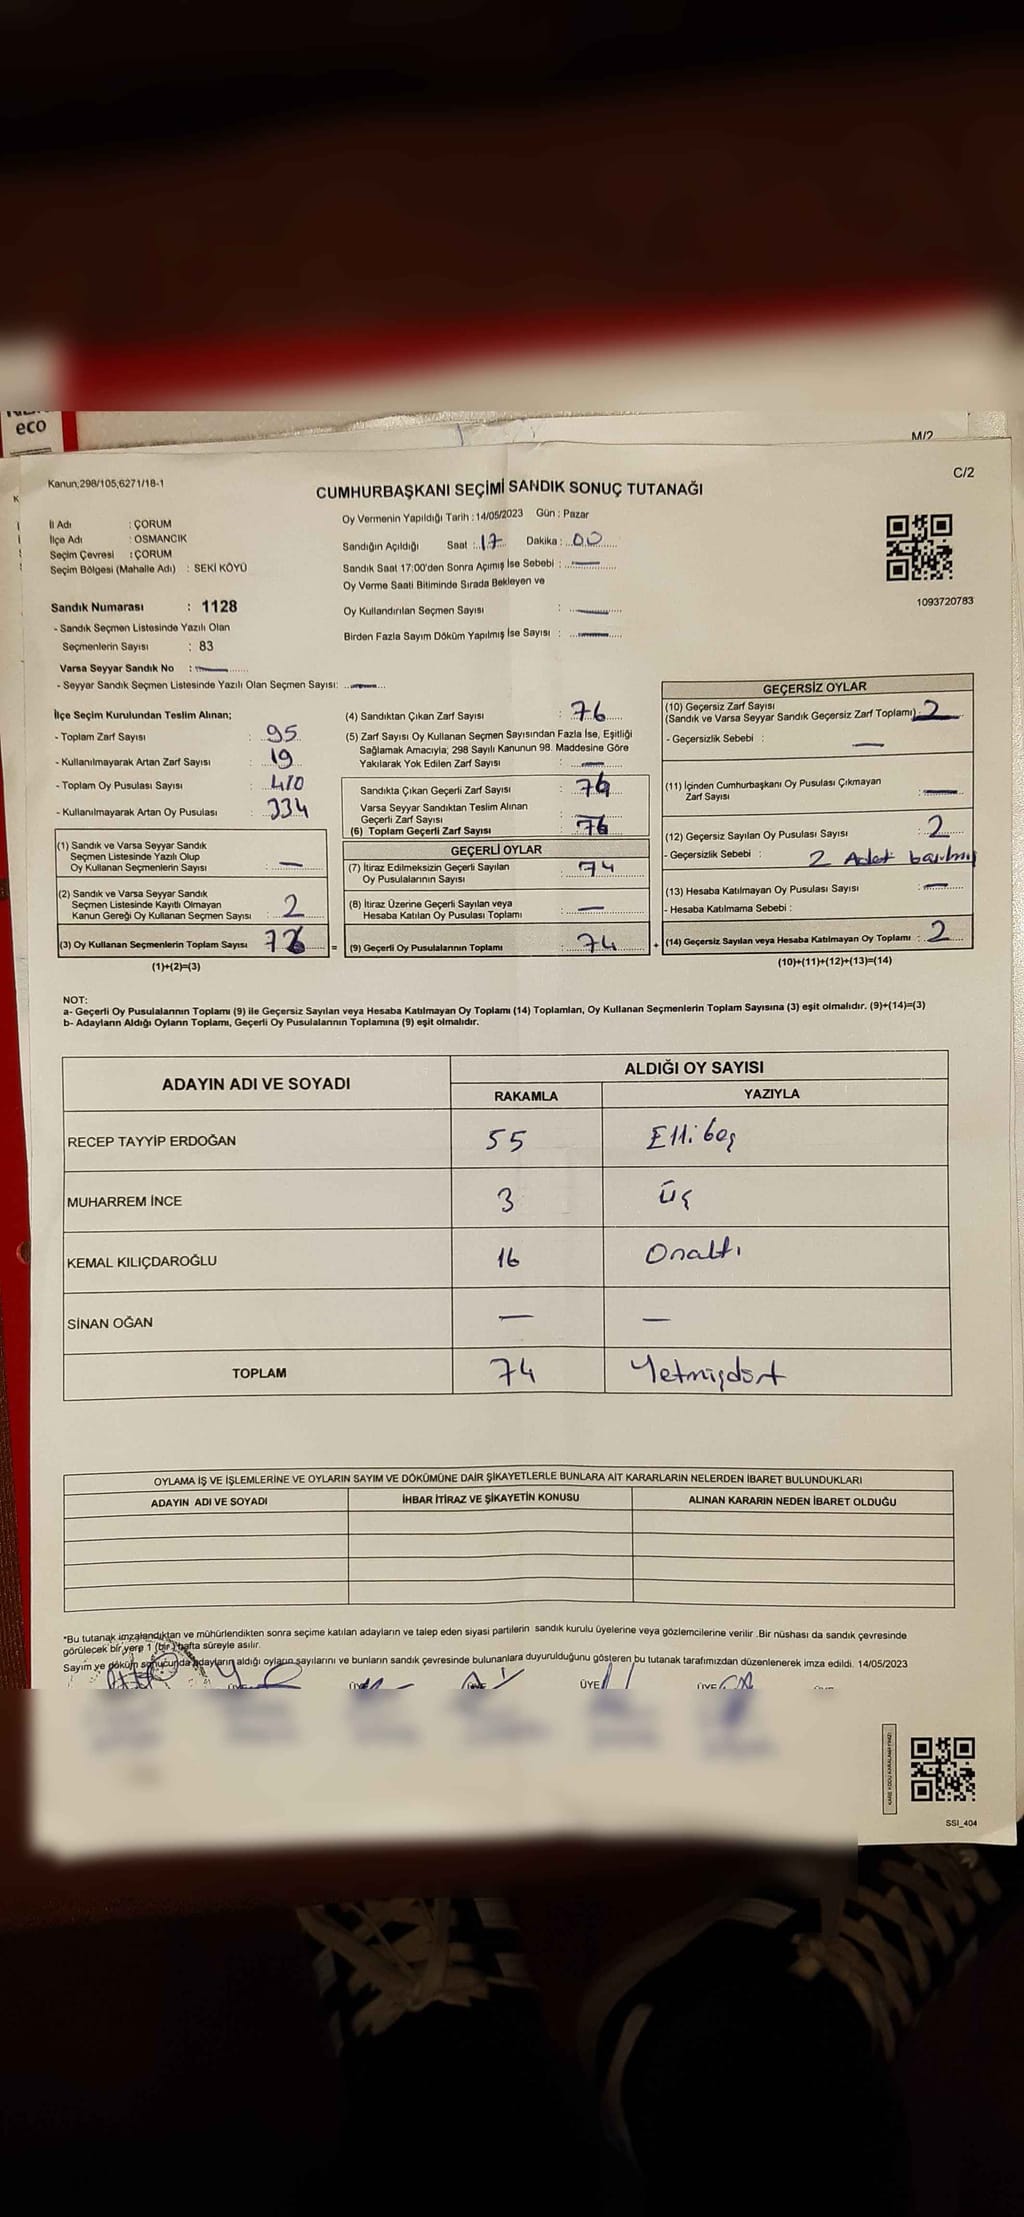 eco
M/2
Kanun;298/105,6271/18-1
C/2
CUMHURBAŞKANI SEÇİMİ SANDIK SONUÇ TUTANAĞI
İl Adı : ÇORUM
İlçe Adı : OSMANCIK
Seçim Çevresi : ÇORUM
Seçim Bölgesi (Mahalle Adı) : SEKİ KÖYÜ
Oy Vermenin Yapıldığı Tarih : 14/05/2023 Gün : Pazar
Sandığın Açıldığı Saat : 17 Dakika : 00
Sandık Saat 17:00'den Sonra Açımış İse Sebebi : —
Oy Verme Saati Bitiminde Sırada Bekleyen ve
Oy Kullandırılan Seçmen Sayısı : —
Birden Fazla Sayım Döküm Yapılmış İse Sayısı : —
1093720783
Sandık Numarası : 1128
- Sandık Seçmen Listesinde Yazılı Olan
Seçmenlerin Sayısı : 83
Varsa Seyyar Sandık No : —
- Seyyar Sandık Seçmen Listesinde Yazılı Olan Seçmen Sayısı: —
İlçe Seçim Kurulundan Teslim Alınan;
- Toplam Zarf Sayısı : 95
- Kullanılmayarak Artan Zarf Sayısı : 19
- Toplam Oy Pusulası Sayısı : 410
- Kullanılmayarak Artan Oy Pusulası : 334
(1) Sandık ve Varsa Seyyar Sandık
Seçmen Listesinde Yazılı Olup
Oy Kullanan Seçmenlerin Sayısı : —
(2) Sandık ve Varsa Seyyar Sandık
Seçmen Listesinde Kayıtlı Olmayan
Kanun Gereği Oy Kullanan Seçmen Sayısı : 2
(3) Oy Kullanan Seçmenlerin Toplam Sayısı 76 =
(1)+(2)=(3)
(4) Sandıktan Çıkan Zarf Sayısı : 76
(5) Zarf Sayısı Oy Kullanan Seçmen Sayısından Fazla İse, Eşitliği
Sağlamak Amacıyla; 298 Sayılı Kanunun 98. Maddesine Göre
Yakılarak Yok Edilen Zarf Sayısı : —
Sandıkta Çıkan Geçerli Zarf Sayısı : 76
Varsa Seyyar Sandıktan Teslim Alınan
Geçerli Zarf Sayısı : —
(6) Toplam Geçerli Zarf Sayısı 76
GEÇERLİ OYLAR
(7) İtiraz Edilmeksizin Geçerli Sayılan
Oy Pusulalarının Sayısı : 74
(8) İtiraz Üzerine Geçerli Sayılan veya
Hesaba Katılan Oy Pusulası Toplamı : —
(9) Geçerli Oy Pusulalarının Toplamı : 74 +
GEÇERSİZ OYLAR
(10) Geçersiz Zarf Sayısı
(Sandık ve Varsa Seyyar Sandık Geçersiz Zarf Toplamı) : 2
- Geçersizlik Sebebi : —
(11) İçinden Cumhurbaşkanı Oy Pusulası Çıkmayan
Zarf Sayısı : —
(12) Geçersiz Sayılan Oy Pusulası Sayısı : 2
- Geçersizlik Sebebi : 2 Adet
(13) Hesaba Katılmayan Oy Pusulası Sayısı : —
- Hesaba Katılmama Sebebi :
(14) Geçersiz Sayılan veya Hesaba Katılmayan Oy Toplamı : 2
(10)+(11)+(12)+(13)=(14)
NOT:
a- Geçerli Oy Pusulalarının Toplamı (9) ile Geçersiz Sayılan veya Hesaba Katılmayan Oy Toplamı (14) Toplamları, Oy Kullanan Seçmenlerin Toplam Sayısına (3) eşit olmalıdır. (9)+(14)=(3)
b- Adayların Aldığı Oyların Toplamı, Geçerli Oy Pusulalarının Toplamına (9) eşit olmalıdır.
ADAYIN ADI VE SOYADI
ALDIĞI OY SAYISI
RAKAMLA YAZIYLA
RECEP TAYYİP ERDOĞAN 55 Ellibeş
MUHARREM İNCE 3 Üç
KEMAL KILIÇDAROĞLU 16 Onaltı
SİNAN OĞAN — —
TOPLAM 74 Yetmişdört
OYLAMA İŞ VE İŞLEMLERİNE VE OYLARIN SAYIM VE DÖKÜMÜNE DAİR ŞİKAYETLERLE BUNLARA AİT KARARLARIN NELERDEN İBARET BULUNDUKLARI
ADAYIN ADI VE SOYADI İHBAR İTİRAZ VE ŞİKAYETİN KONUSU ALINAN KARARIN NEDEN İBARET OLDUĞU
*Bu tutanak imzalandıktan ve mühürlendikten sonra seçime katılan adayların ve talep eden siyasi partilerin sandık kurulu üyelerine veya gözlemcilerine verilir .Bir nüshası da sandık çevresinde
görülecek bir yere 1 (bir) hafta süreyle asılır.
Sayım ve döküm sonucunda adayların aldığı oyların sayılarını ve bunların sandık çevresinde bulunanlara duyurulduğunu gösteren bu tutanak tarafımızdan düzenlenerek imza edildi. 14/05/2023
ÜYE ÜYE ÜYE ÜYE ÜYE
SSI_404